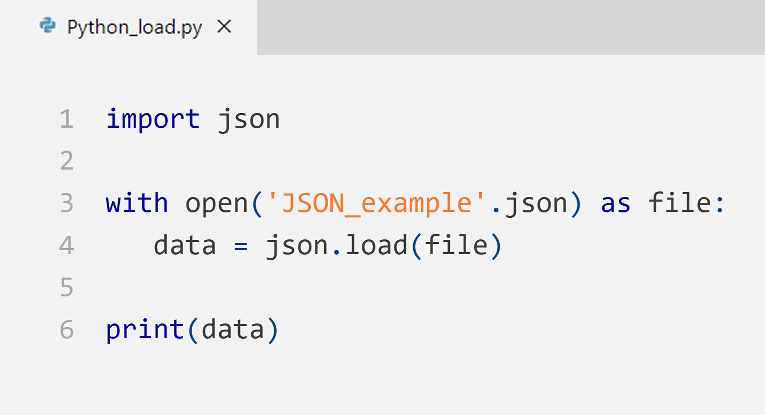 Python_load.py ×
1 import json
2
3 with open('JSON_example'.json) as file:
4    data = json.load(file)
5
6 print(data)